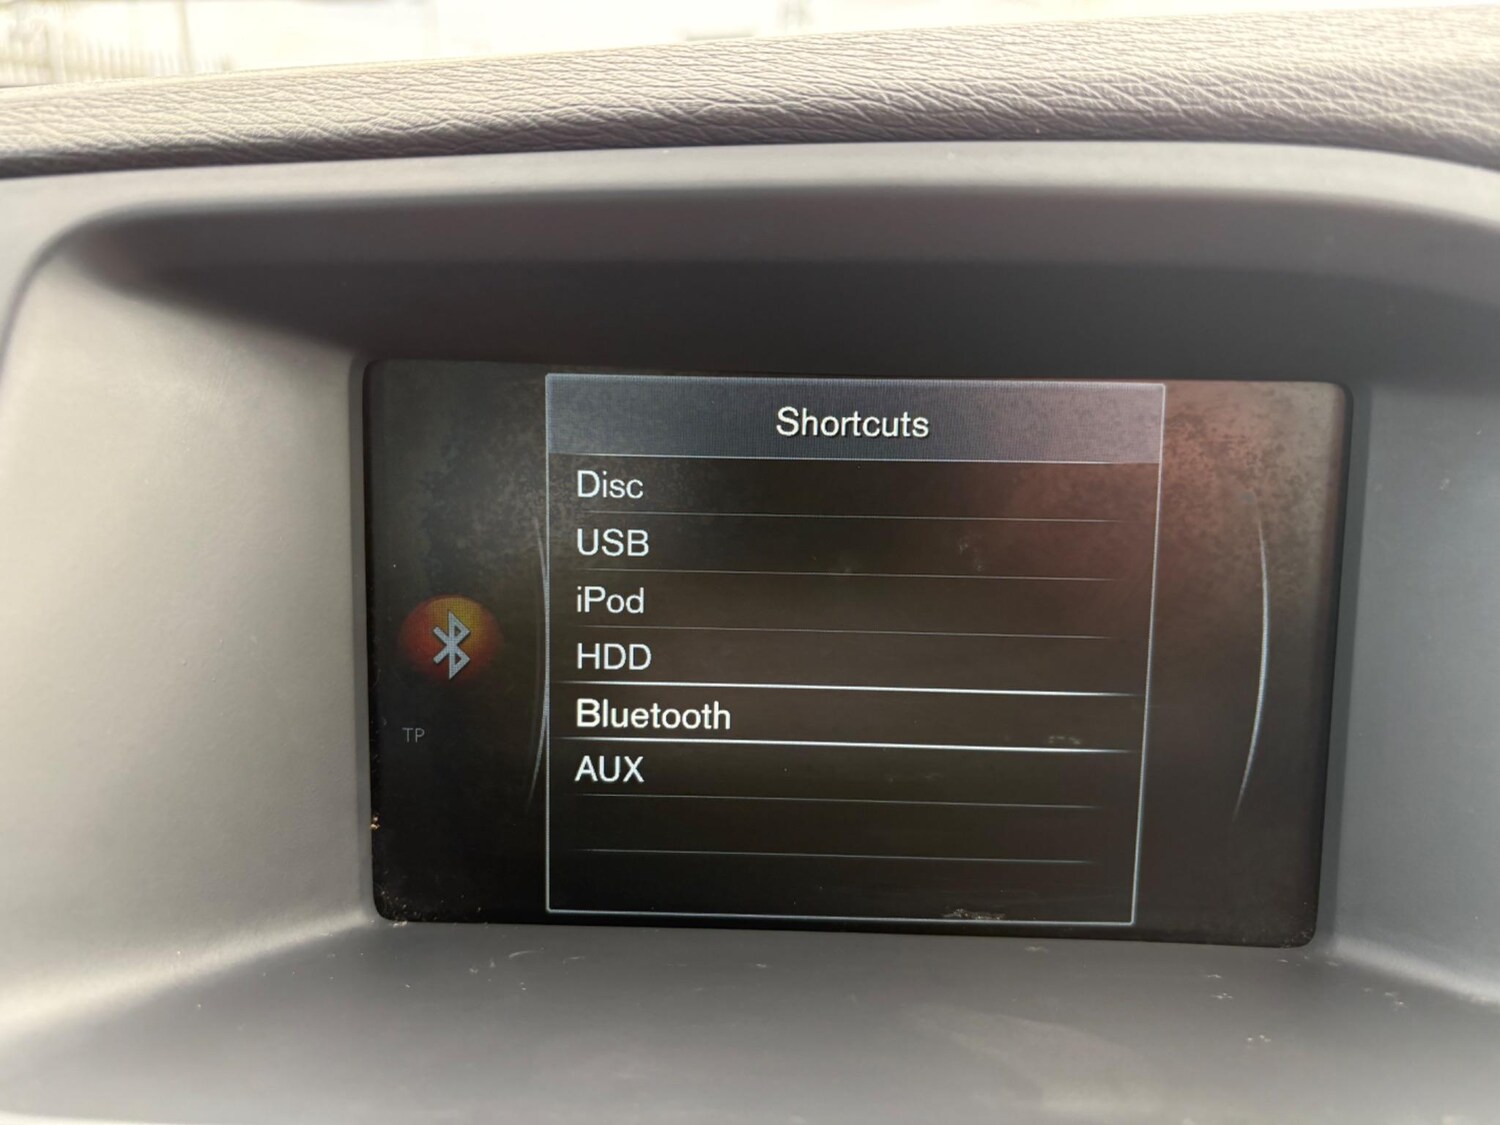 Shortcuts
Disc
USB
iPod
HDD
Bluetooth
TP
AUX